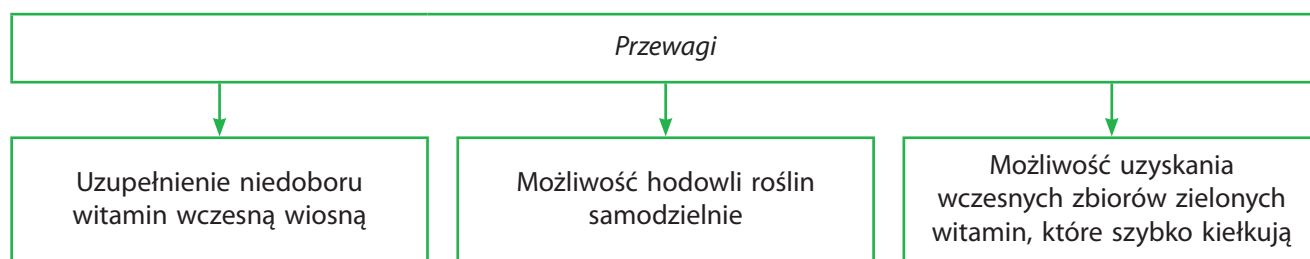 Przewagi
Uzupełnienie niedoboru
witamin wczesną wiosną
Możliwość hodowli roślin
samodzielnie
Możliwość uzyskania
wczesnych zbiorów zielonych
witamin, które szybko kiełkują